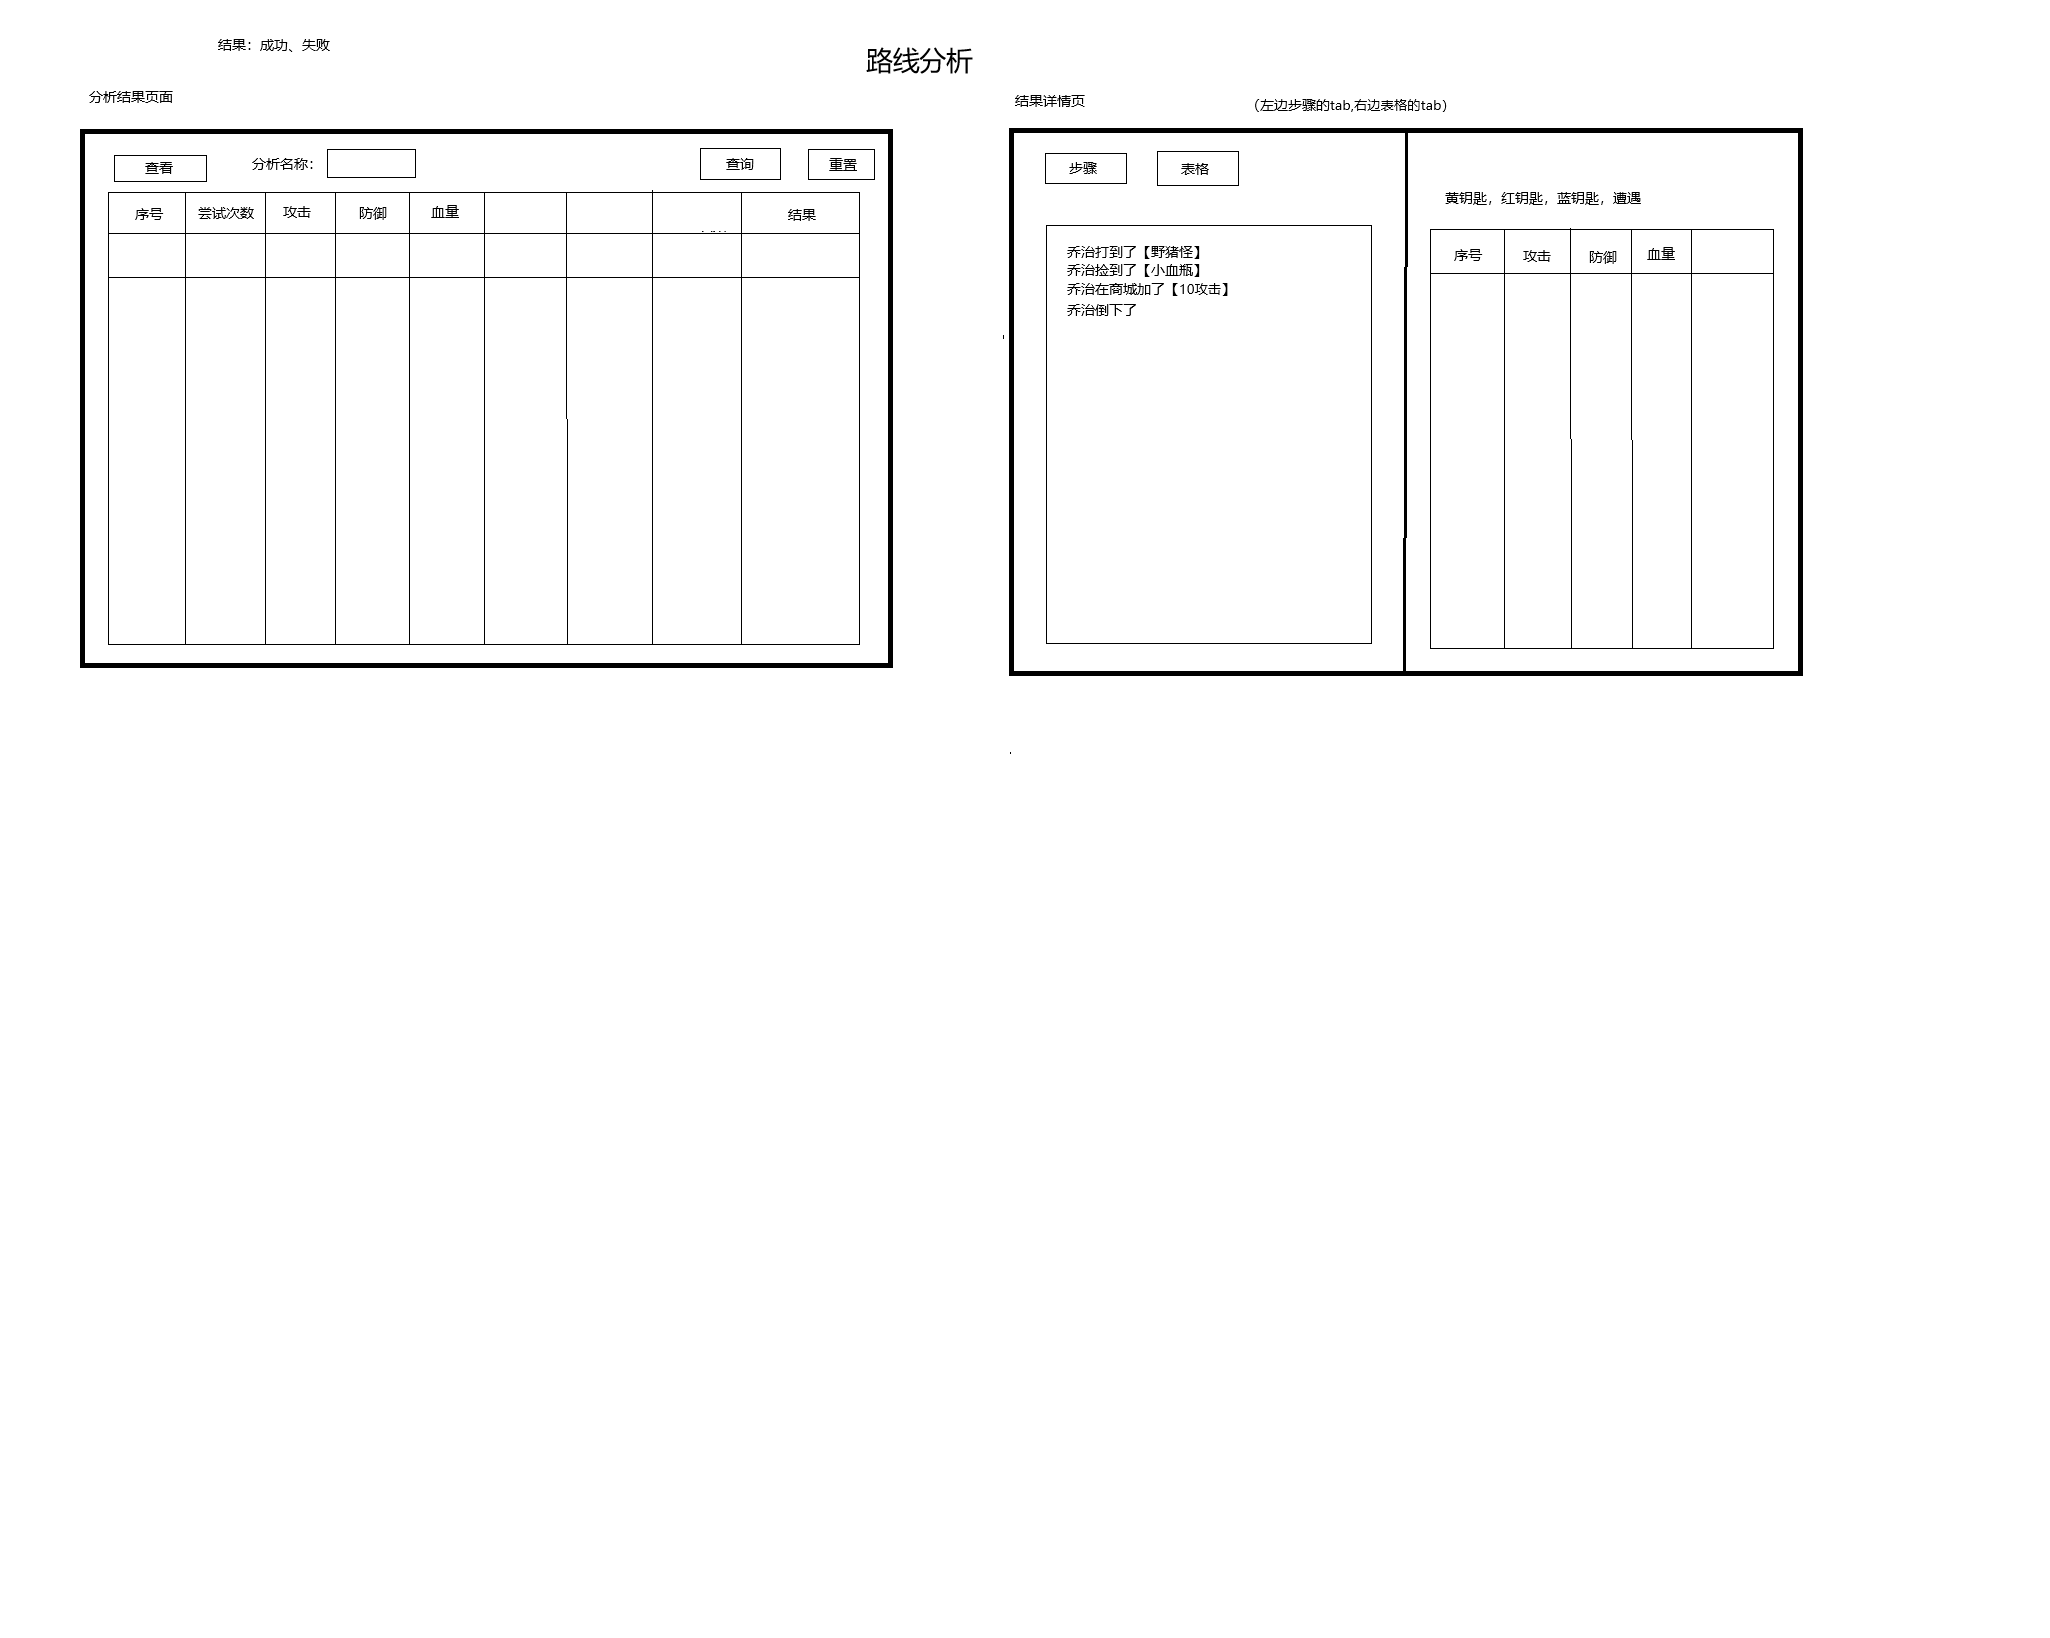 结果：成功、失败
路线分析
分析结果页面
查看
分析名称：
查询
重置
序号
尝试次数
攻击
防御
血量
结果
结果详情页
（左边步骤的tab,右边表格的tab）
步骤
表格
乔治打到了【野猪怪】
乔治捡到了【小血瓶】
乔治在商城加了【10攻击】
乔治倒下了
黄钥匙，红钥匙，蓝钥匙，遭遇
序号
攻击
防御
血量